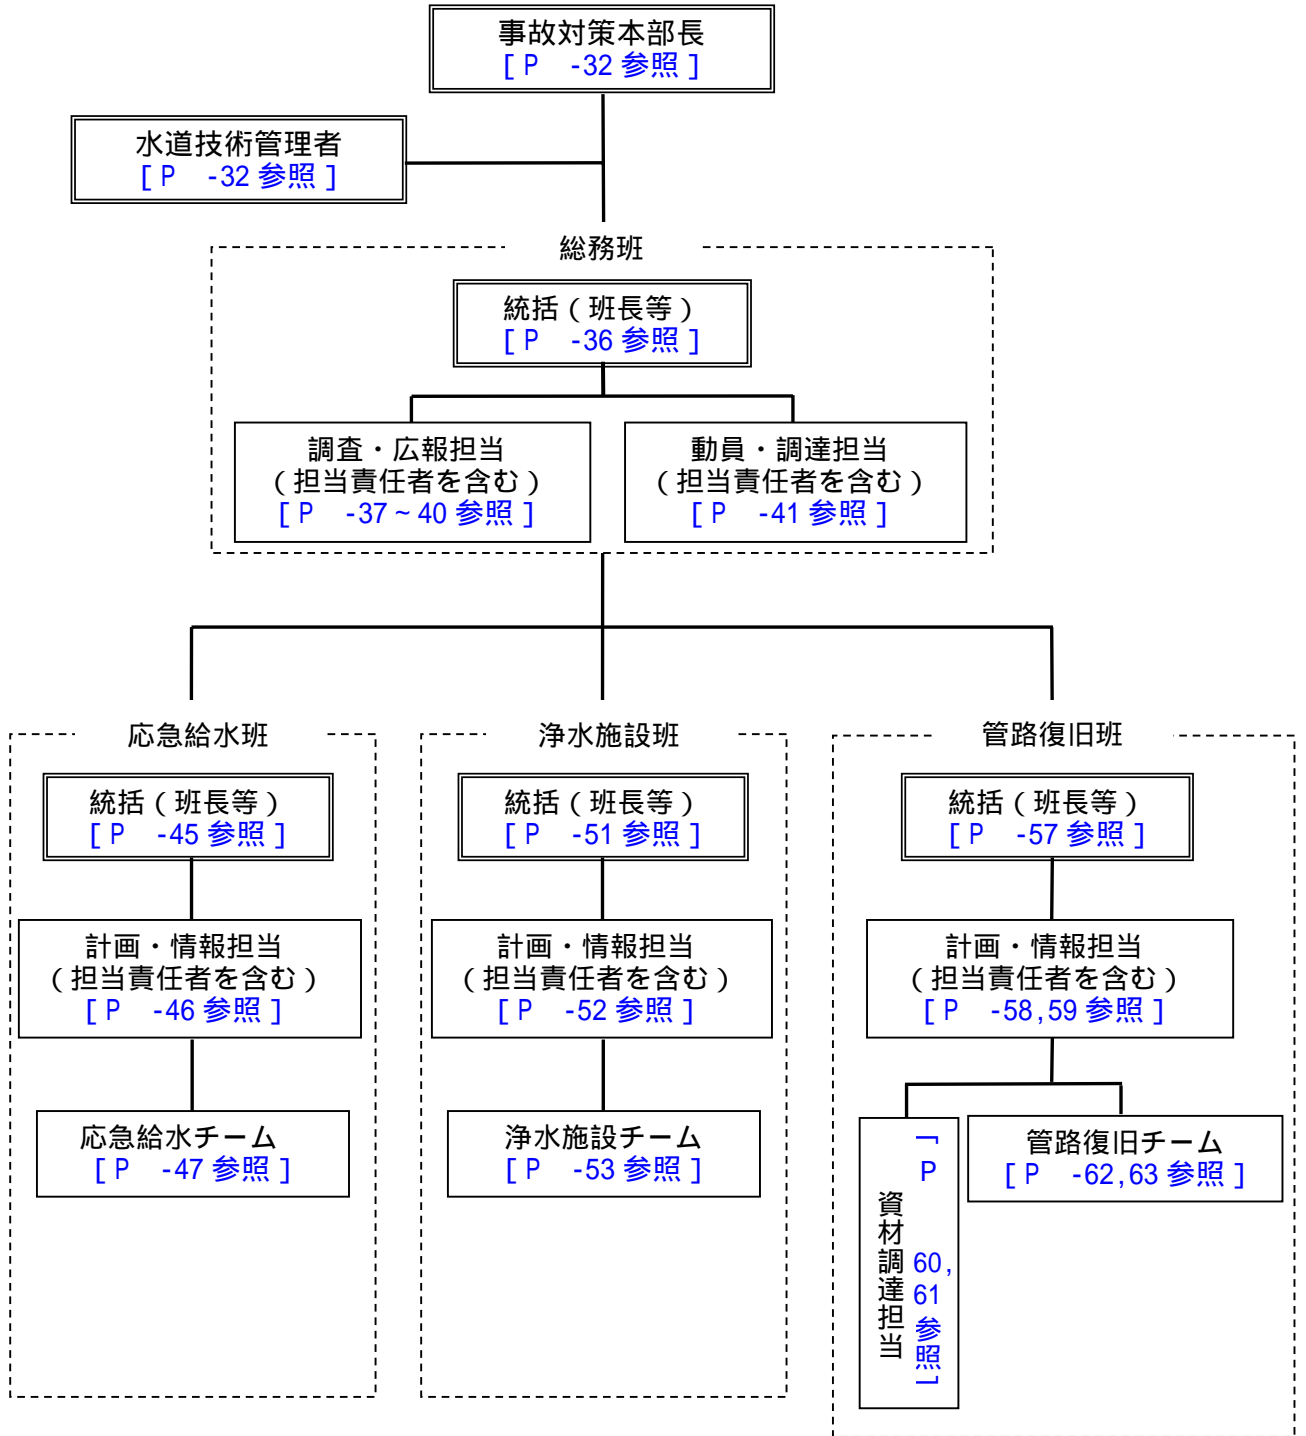 事故対策本部長
[ P　-32 参照 ]
水道技術管理者
[ P　-32 参照 ]
総務班
統括（班長等）
[ P　-36 参照 ]
調査・広報担当
（担当責任者を含む）
[ P　-37～40 参照 ]
動員・調達担当
（担当責任者を含む）
[ P　-41 参照 ]
応急給水班
統括（班長等）
[ P　-45 参照 ]
計画・情報担当
（担当責任者を含む）
[ P　-46 参照 ]
応急給水チーム
[ P　-47 参照 ]
浄水施設班
統括（班長等）
[ P　-51 参照 ]
計画・情報担当
（担当責任者を含む）
[ P　-52 参照 ]
浄水施設チーム
[ P　-53 参照 ]
管路復旧班
統括（班長等）
[ P　-57 参照 ]
計画・情報担当
（担当責任者を含む）
[ P　-58,59 参照 ]
資材調達担当
[ P　60,61 参照 ]
管路復旧チーム
[ P　-62,63 参照 ]